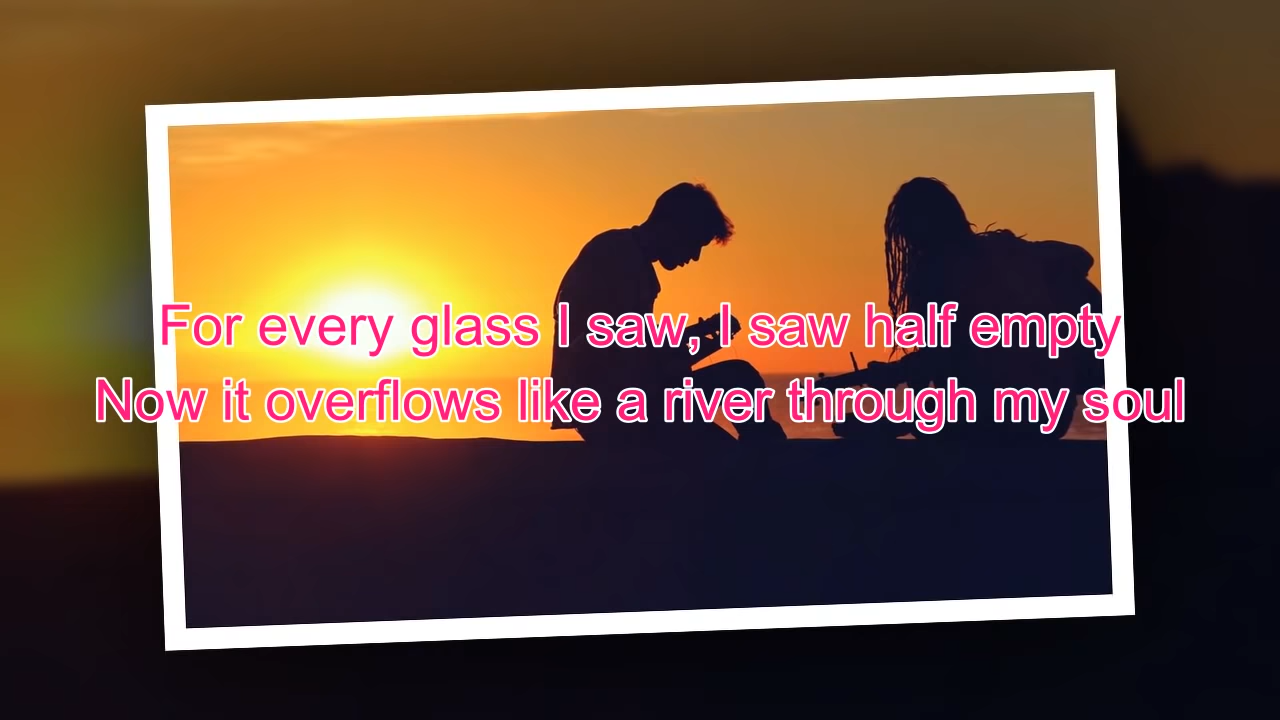 For every glass I saw, I saw half empty
Now it overflows like a river through my soul